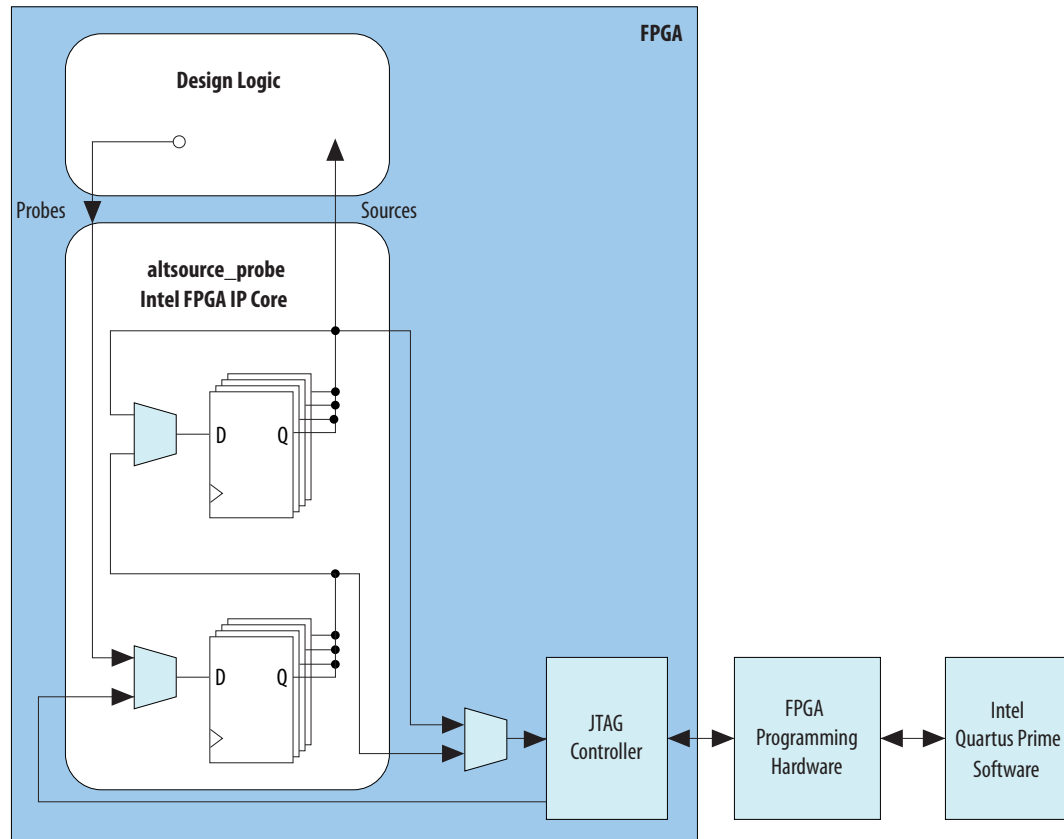 FPGA
Design Logic
Probes
Sources
altsource_probe
Intel FPGA IP Core
D
Q
D
Q
JTAG
Controller
FPGA
Programming
Hardware
Intel
Quartus Prime
Software